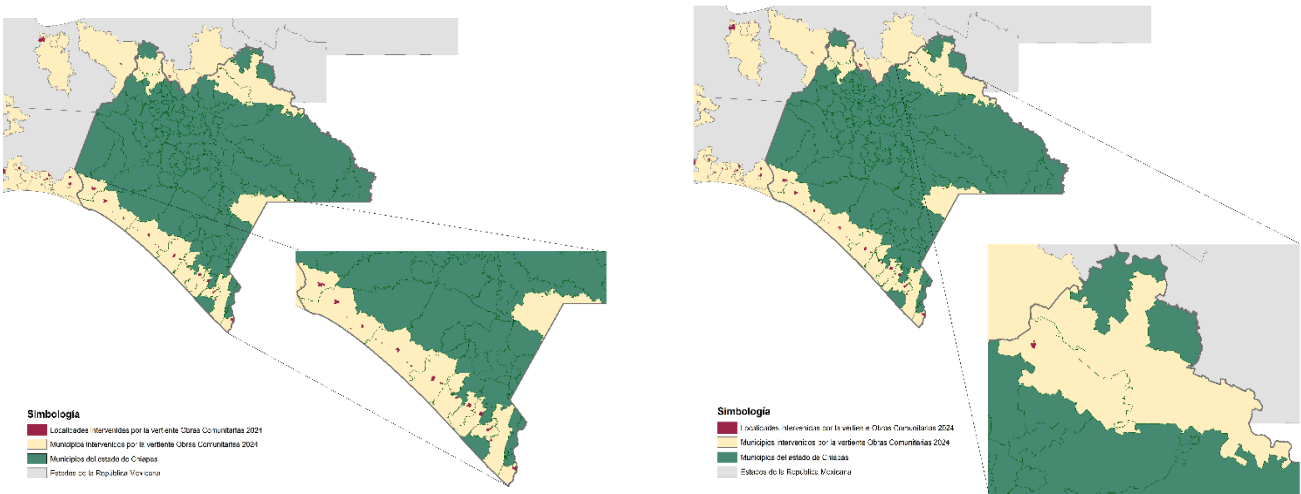 Simbología
Localidades intervenidas por la vertiente Obras Comunitarias 2024
Municipios intervenidos por la vertiente Obras Comunitarias 2024
Municipios del estado de Chiapas
Estados de la República Mexicana
Simbología
Localidades intervenidas por la vertiente Obras Comunitarias 2024
Municipios intervenidos por la vertiente Obras Comunitarias 2024
Municipios del estado de Chiapas
Estados de la República Mexicana